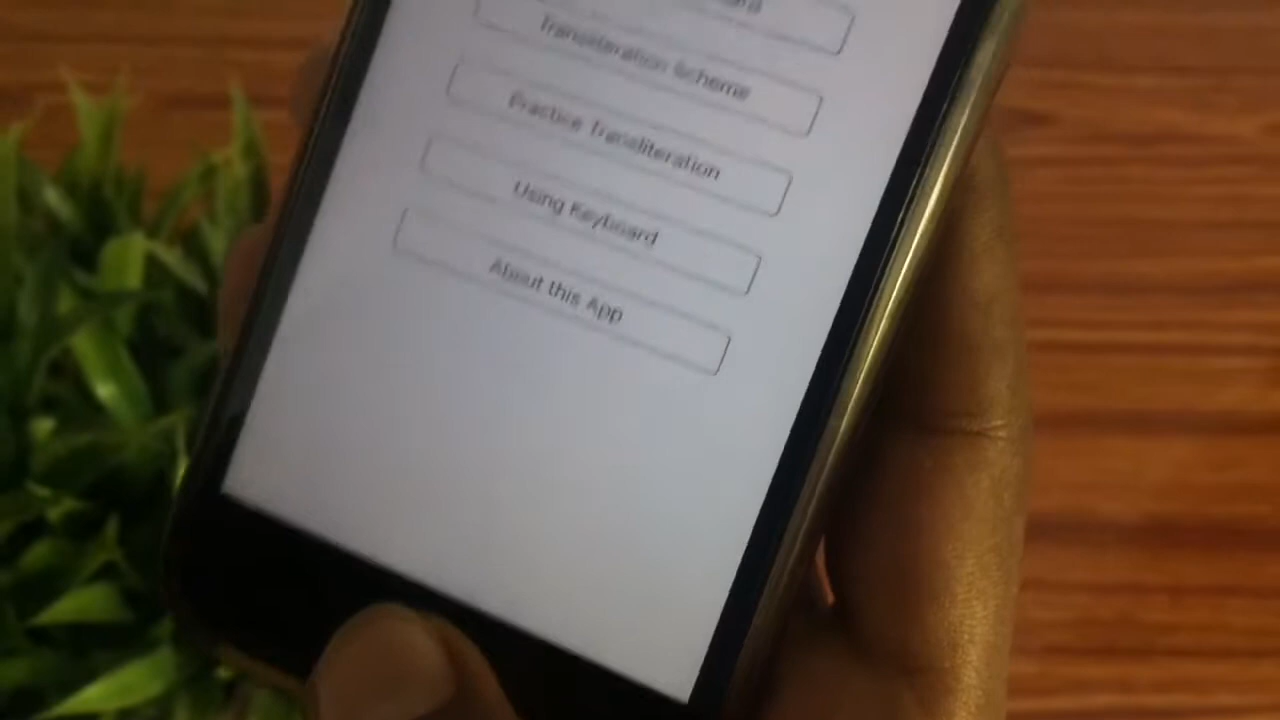 Transliteration Scheme
Practice Transliteration
Using Keyboard
About this App